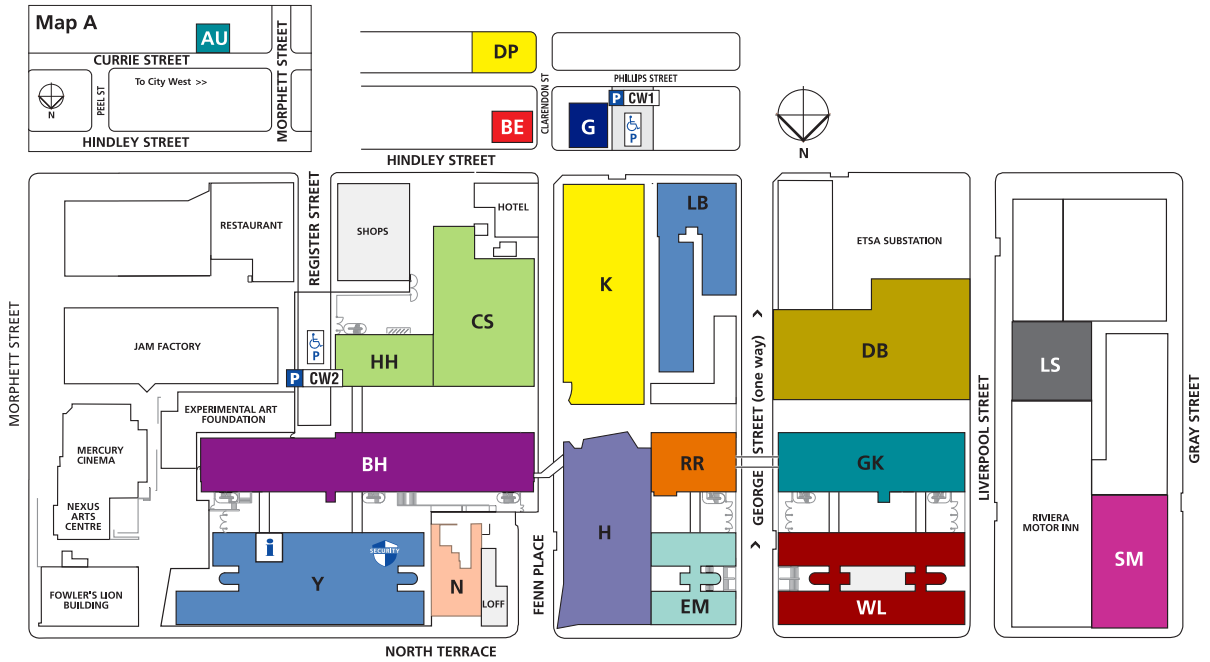 Map A
AU
CURRIE STREET
To City West >>
N
PEEL ST
MORPHETT STREET
HINDLEY STREET
DP
CLARENDON ST
PHILLIPS STREET
P CW1
BE
G
P
N
HINDLEY STREET
MORPHETT STREET
RESTAURANT
REGISTER STREET
SHOPS
HOTEL
CS
K
LB
ETSA SUBSTATION
JAM FACTORY
P
HH
P CW2
DB
LS
GEORGE STREET (one way)
LIVERPOOL STREET
GRAY STREET
EXPERIMENTAL ART
FOUNDATION
MERCURY
CINEMA
BH
RR
GK
NEXUS
ARTS
CENTRE
i
SECURITY
Y
N
LOFF
FENN PLACE
H
EM
WL
RIVIERA
MOTOR INN
SM
FOWLER'S LION
BUILDING
NORTH TERRACE